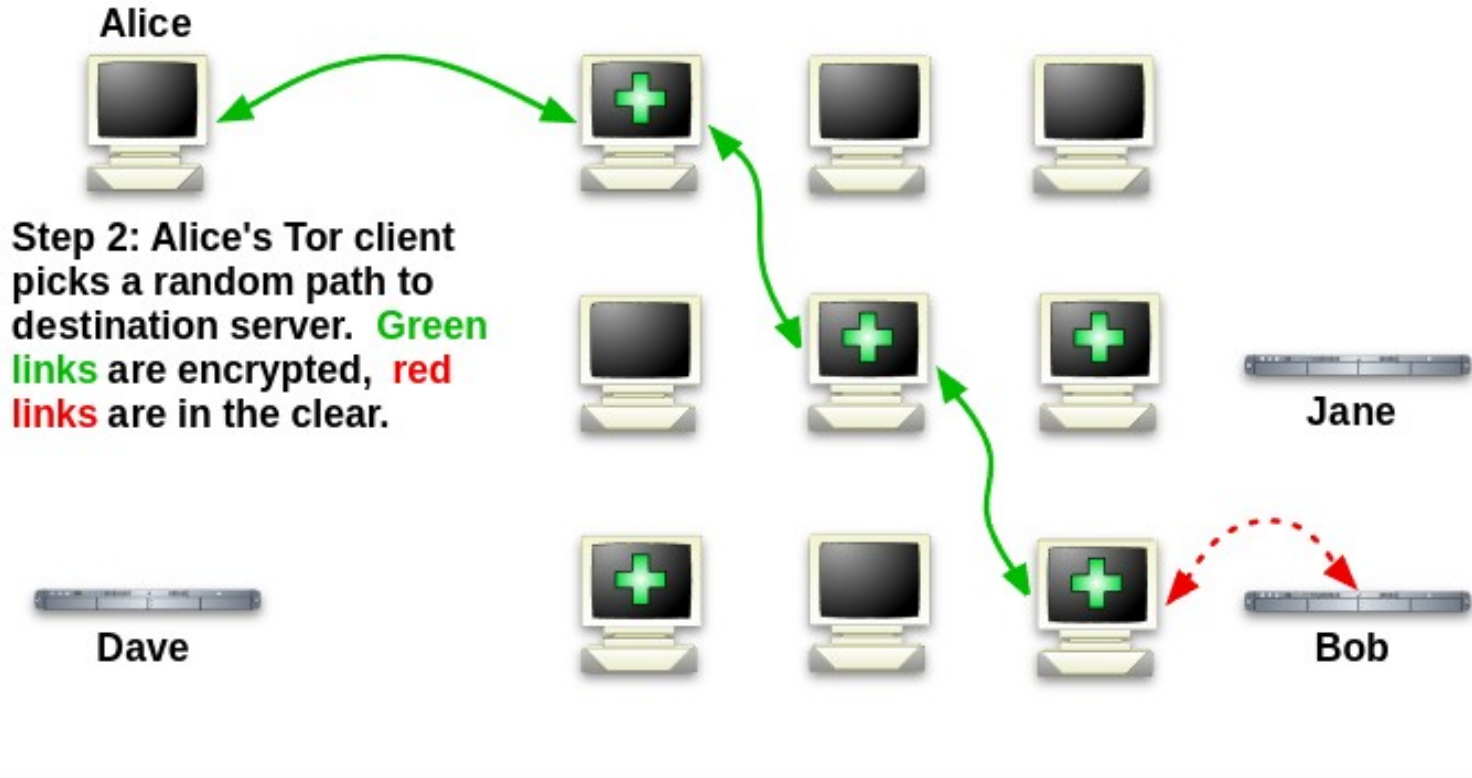 Alice
Step 2: Alice's Tor client
picks a random path to
destination server.  Green
links are encrypted,  red
links are in the clear.
Jane
Dave
Bob